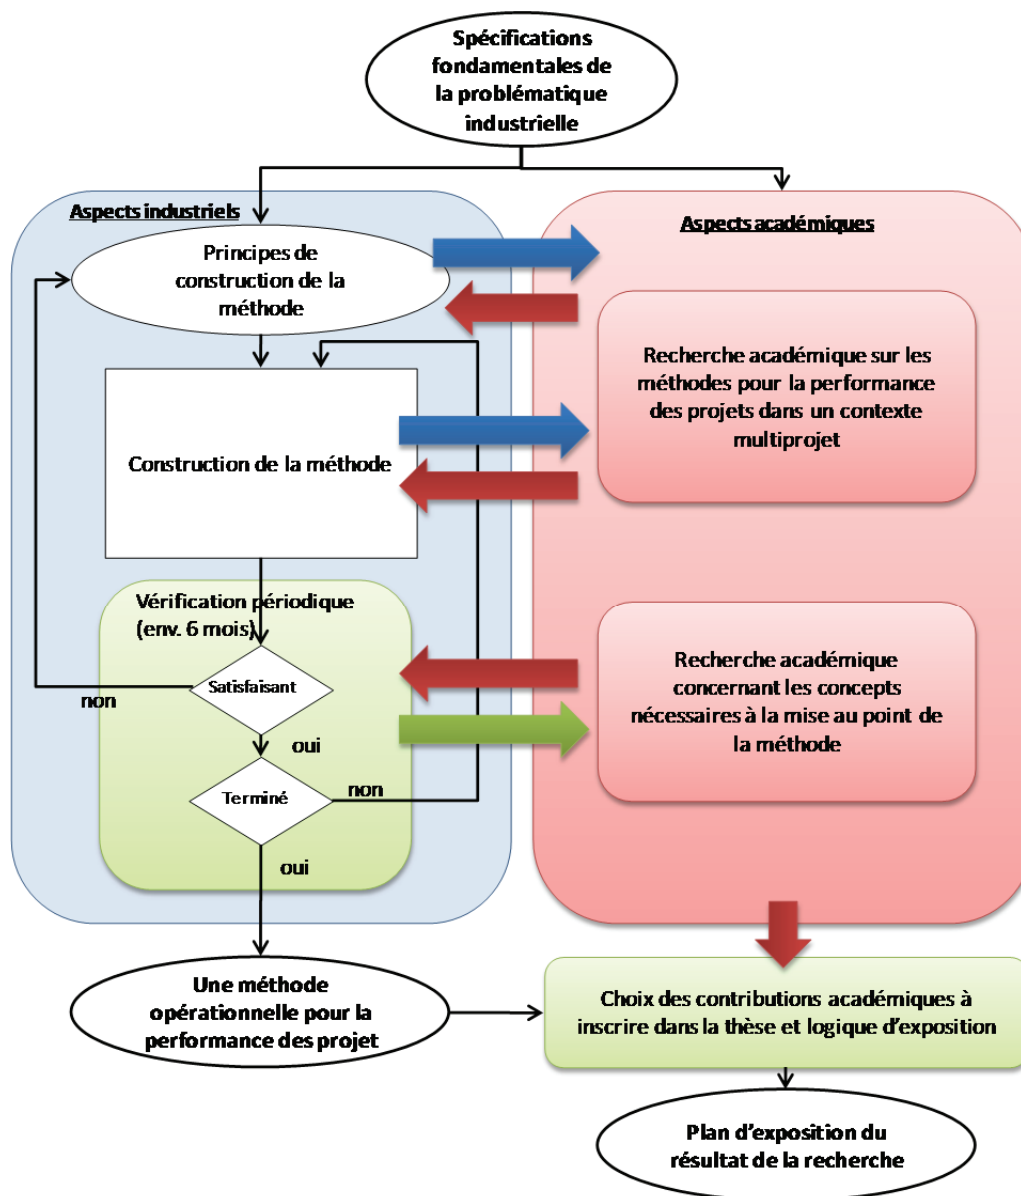 Spécifications
fondamentales de
la problématique
industrielle
Aspects industriels
Aspects académiques
Principes de
construction de la
méthode
Recherche académique sur les
méthodes pour la performance
des projets dans un contexte
multiprojet
Construction de la méthode
Vérification périodique
(env. 6 mois)
Satisfaisant
non
oui
Terminé
non
oui
Recherche académique
concernant les concepts
nécessaires à la mise au point de
la méthode
Une méthode
opérationnelle pour la
performance des projet
Choix des contributions académiques à
inscrire dans la thèse et logique d'exposition
Plan d'exposition du
résultat de la recherche